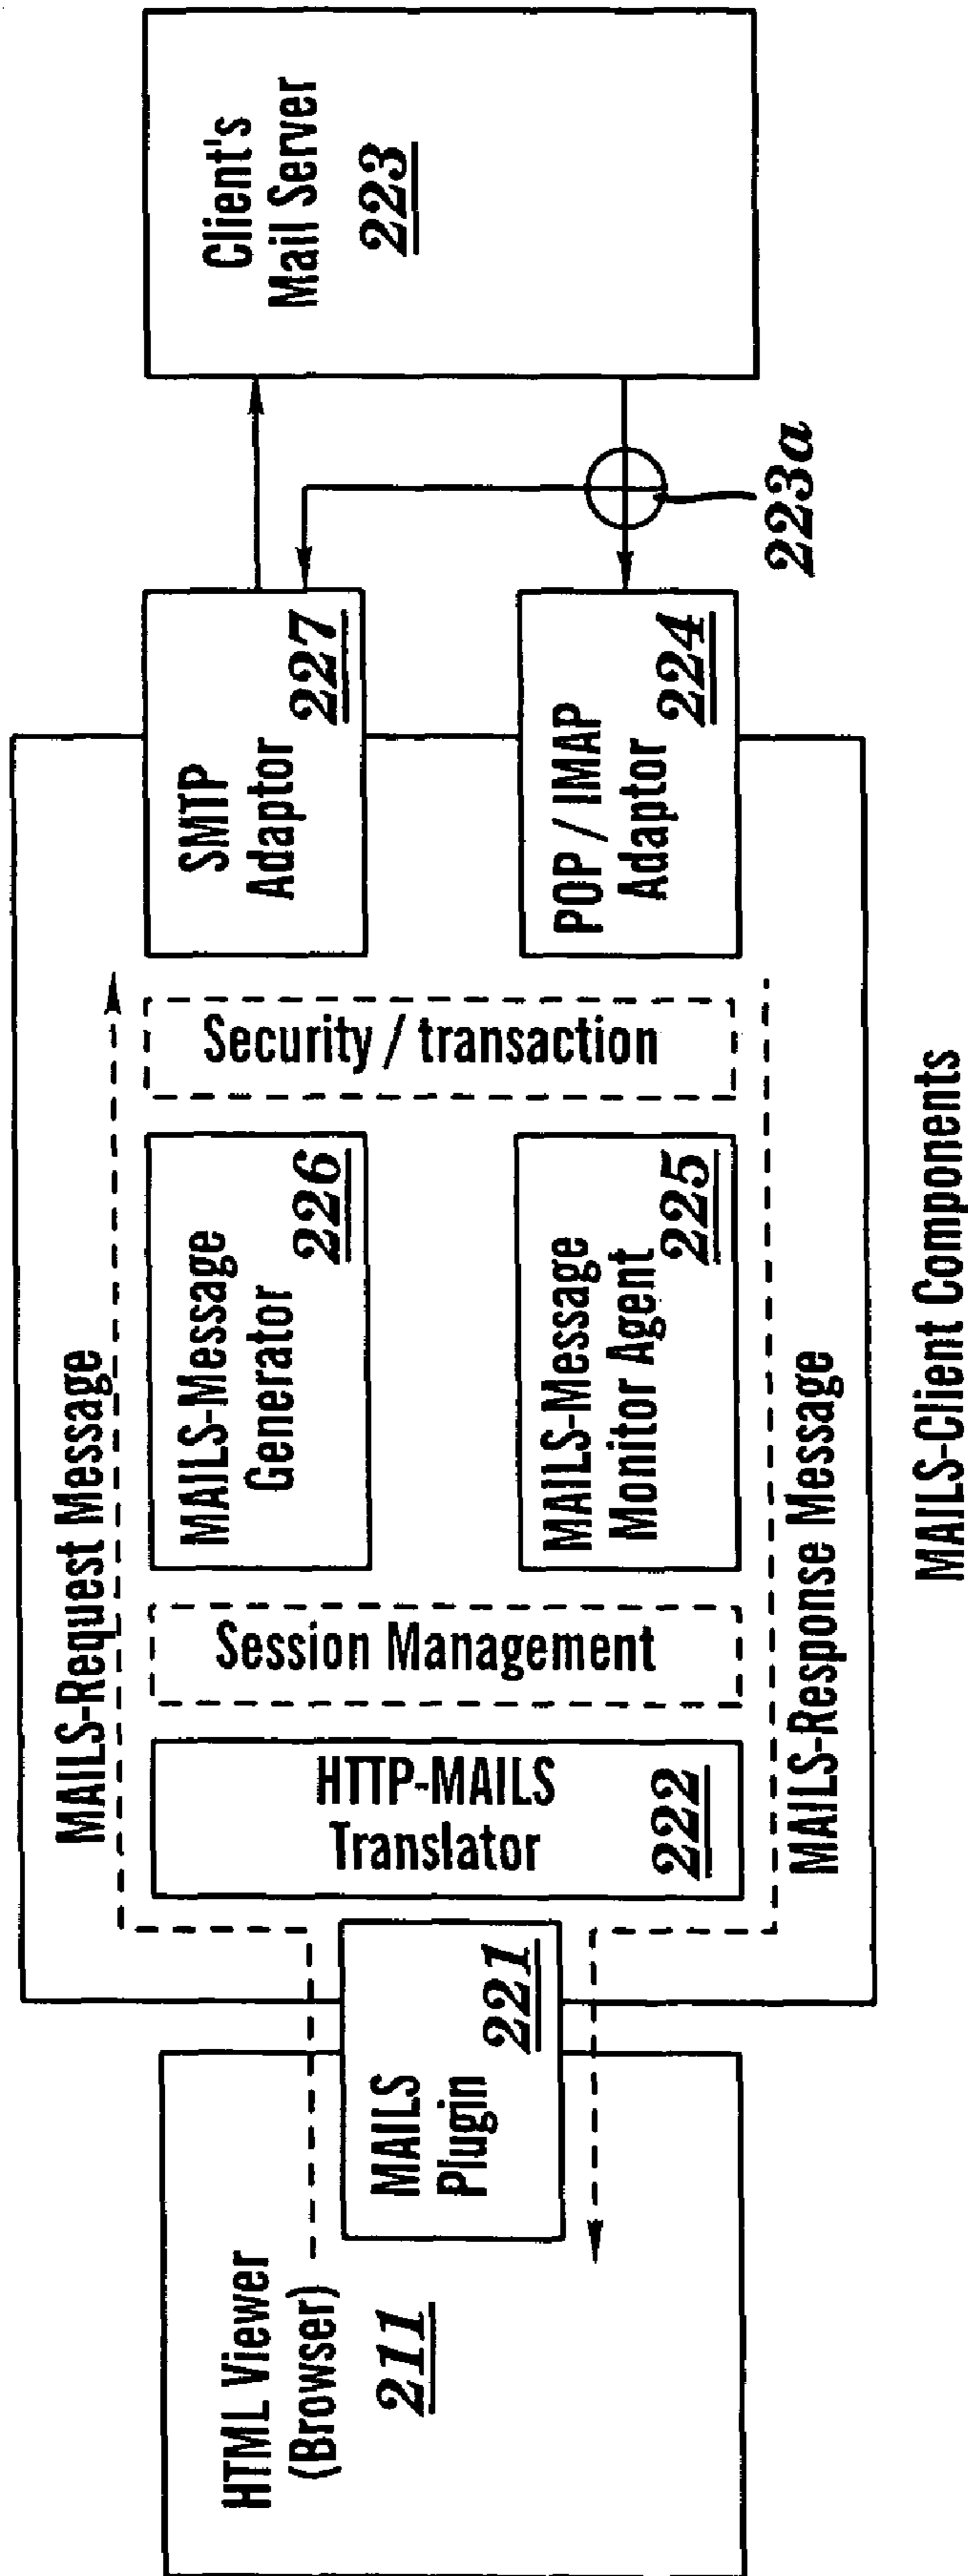 HTML Viewer
(Browser)
211
MAILS
Plugin
221
MAILS-Request Message
HTTP-MAILS
Translator
222
Session Management
MAILS-Message
Generator
226
MAILS-Message
Monitor Agent
225
Security / transaction
SMTP
Adaptor
227
POP / IMAP
Adaptor
224
MAILS-Response Message
Client's
Mail Server
223
223a
MAILS-Client Components